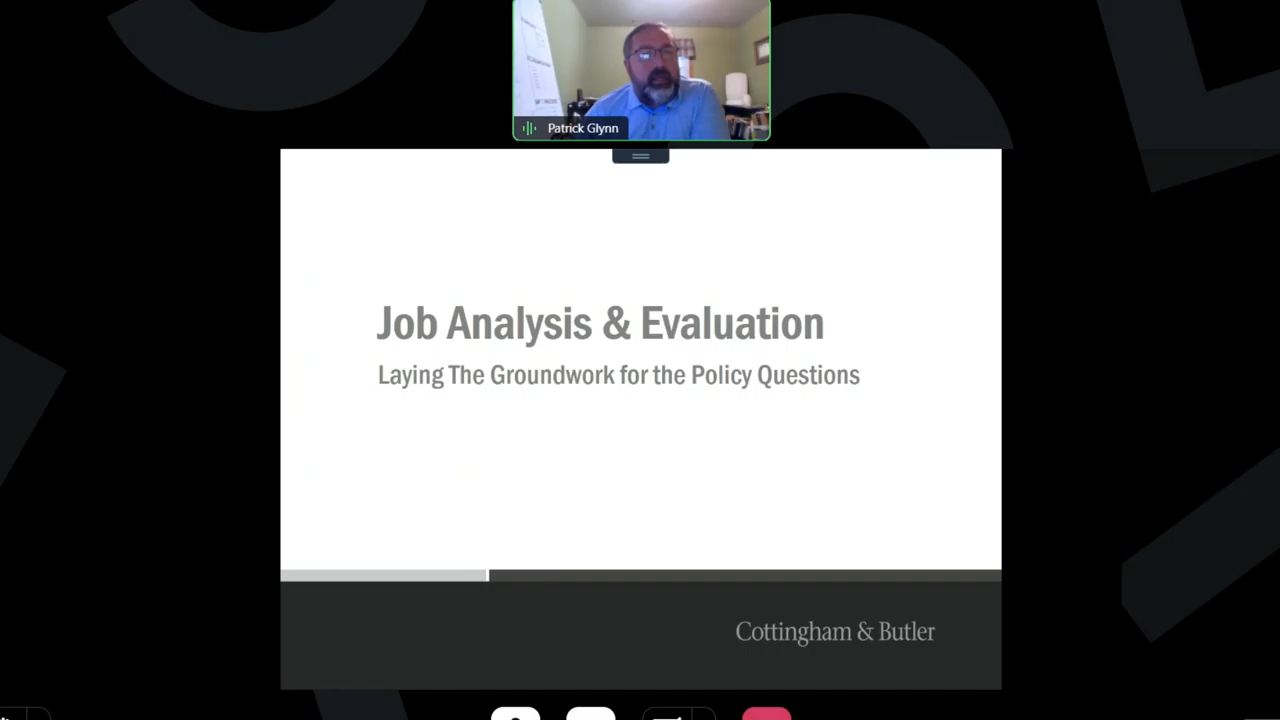 Patrick Glynn
Job Analysis & Evaluation
Laying The Groundwork for the Policy Questions
Cottingham & Butler